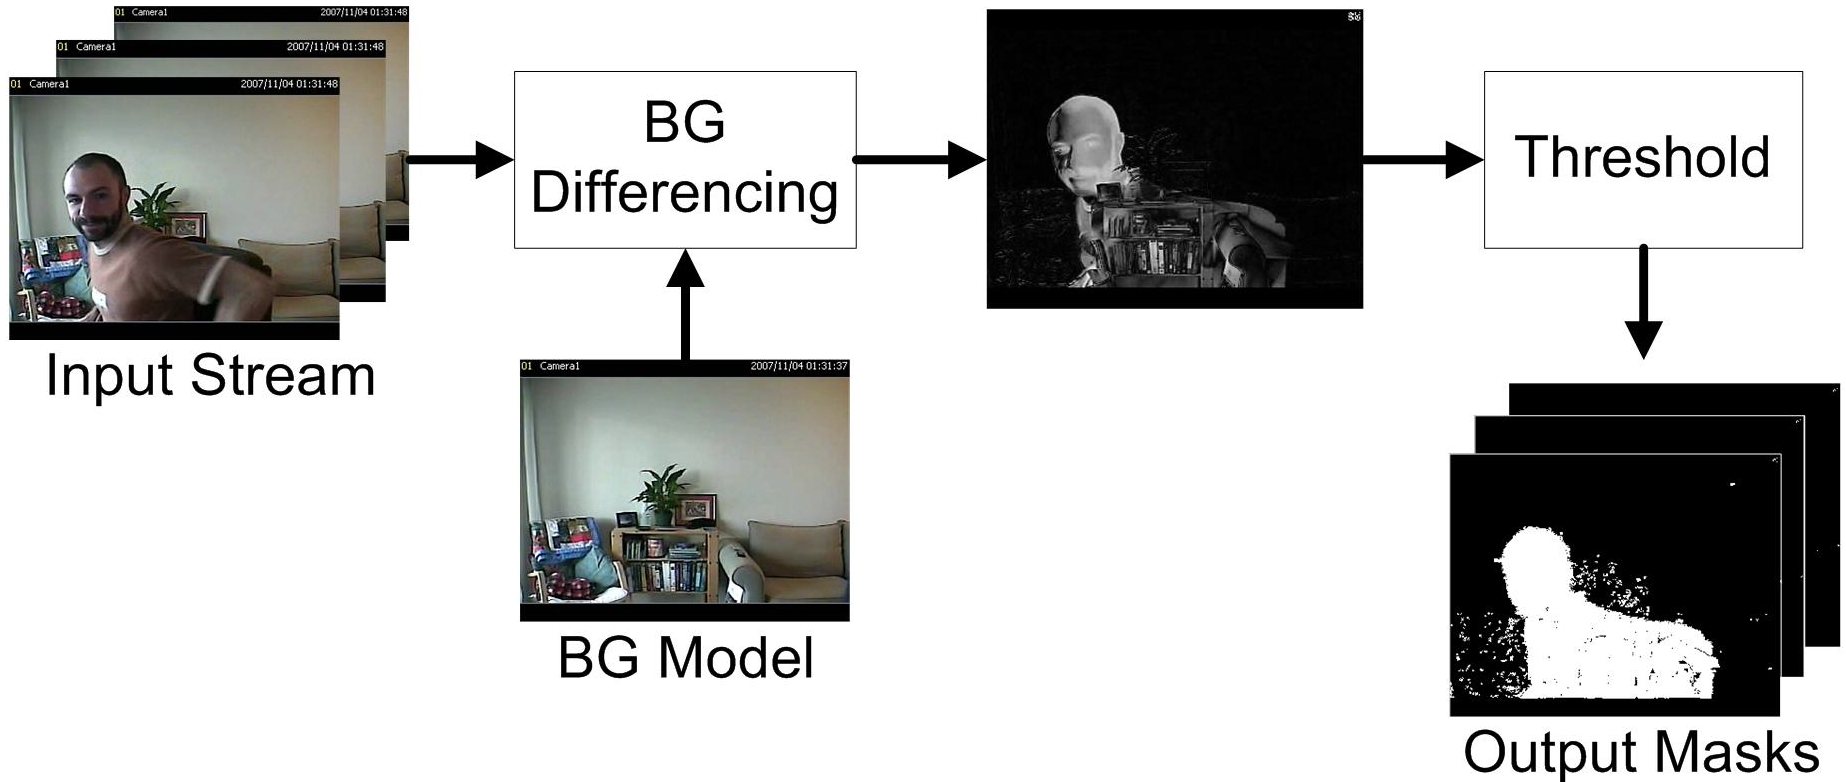 01 Camera1 2007/11/04 01:31:48
01 Camera1 2007/11/04 01:31:48
01 Camera1 2007/11/04 01:31:48
Input Stream
BG
Differencing
01 Camera1 2007/11/04 01:31:37
BG Model
Threshold
Output Masks